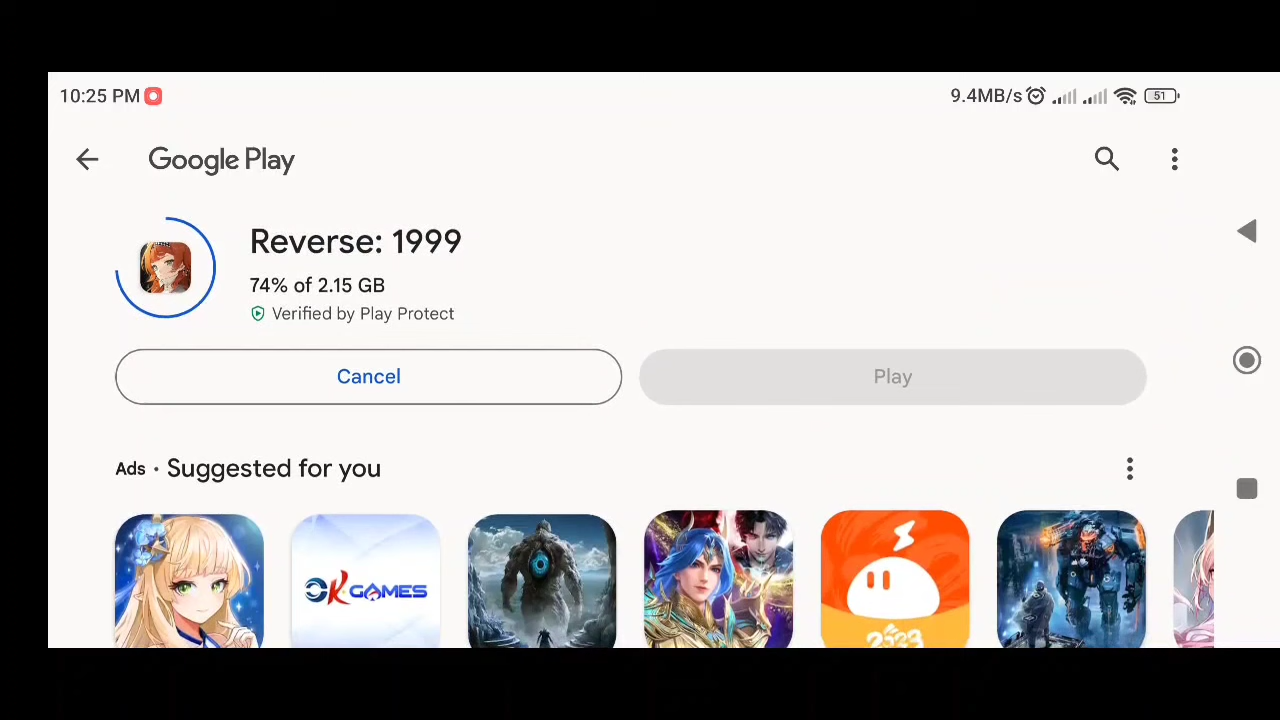 10:25 PM 9.4MB/s 51
Google Play
Reverse: 1999
74% of 2.15 GB
Verified by Play Protect
Cancel Play
Ads • Suggested for you
OK GAMES
2023